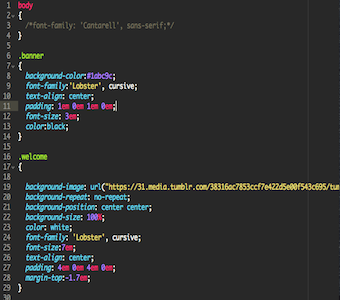 1 body
2 {
3 /*font-family: 'Cantarell', sans-serif;*/
4 }
5
6 .banner
7 {
8 background-color:#1abc9c;
9 font-family:'Lobster', cursive;
10 text-align: center;
11 padding: 1em 0em 1em 0em;
12 font-size: 3em;
13 color:black;
14 }
15
16 .welcome
17 {
18
19 background-image: url("https://31.media.tumblr.com/38316ac7853ccf7e422d5e00f543c695/tum
20 background-repeat: no-repeat;
21 background-position: center center;
22 background-size: 100%;
23 color: white;
24 font-family: 'Lobster', cursive;
25 font-size:7em;
26 text-align: center;
27 padding: 4em 0em 4em 0em;
28 margin-top:-1.7em;
29 }